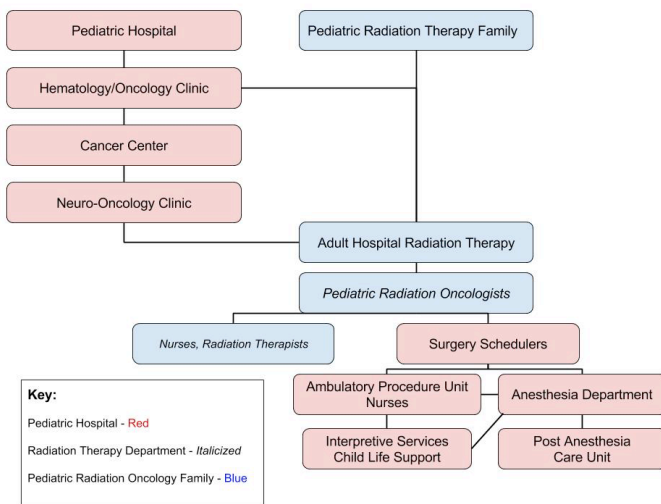 Pediatric Hospital
Pediatric Radiation Therapy Family
Hematology/Oncology Clinic
Cancer Center
Neuro-Oncology Clinic
Adult Hospital Radiation Therapy
Pediatric Radiation Oncologists
Nurses, Radiation Therapists
Surgery Schedulers
Ambulatory Procedure Unit
Nurses
Anesthesia Department
Interpretive Services
Child Life Support
Post Anesthesia
Care Unit
Key:
Pediatric Hospital - Red
Radiation Therapy Department - Italicized
Pediatric Radiation Oncology Family - Blue